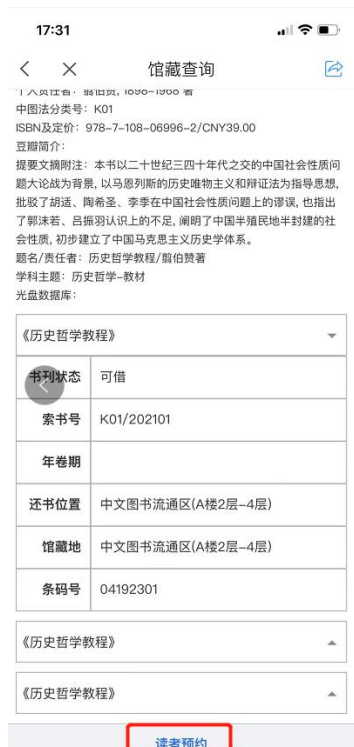 17:31
馆藏查询
个人责任者：翦伯赞, 1898-1968 著
中图法分类号：K01
ISBN及定价：978-7-108-06996-2/CNY39.00
豆瓣简介：
提要文摘附注：本书以二十世纪三四十年代之交的中国社会性质问
题大论战为背景, 以马恩列斯的历史唯物主义和辩证法为指导思想,
批驳了胡适、陶希圣、李季在中国社会性质问题上的谬误, 也指出
了郭沫若、吕振羽认识上的不足, 阐明了中国半殖民地半封建的社
会性质, 初步建立了中国马克思主义历史学体系。
题名/责任者：历史哲学教程/翦伯赞著
学科主题：历史哲学-教材
光盘数据库：
《历史哲学教程》
书刊状态 可借
索书号 K01/202101
年卷期
还书位置 中文图书流通区(A楼2层-4层)
馆藏地 中文图书流通区(A楼2层-4层)
条码号 04192301
《历史哲学教程》
《历史哲学教程》
读者预约